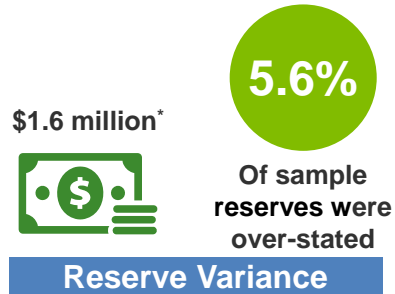 $1.6 million*
$
5.6%
Of sample
reserves were
over-stated
Reserve Variance